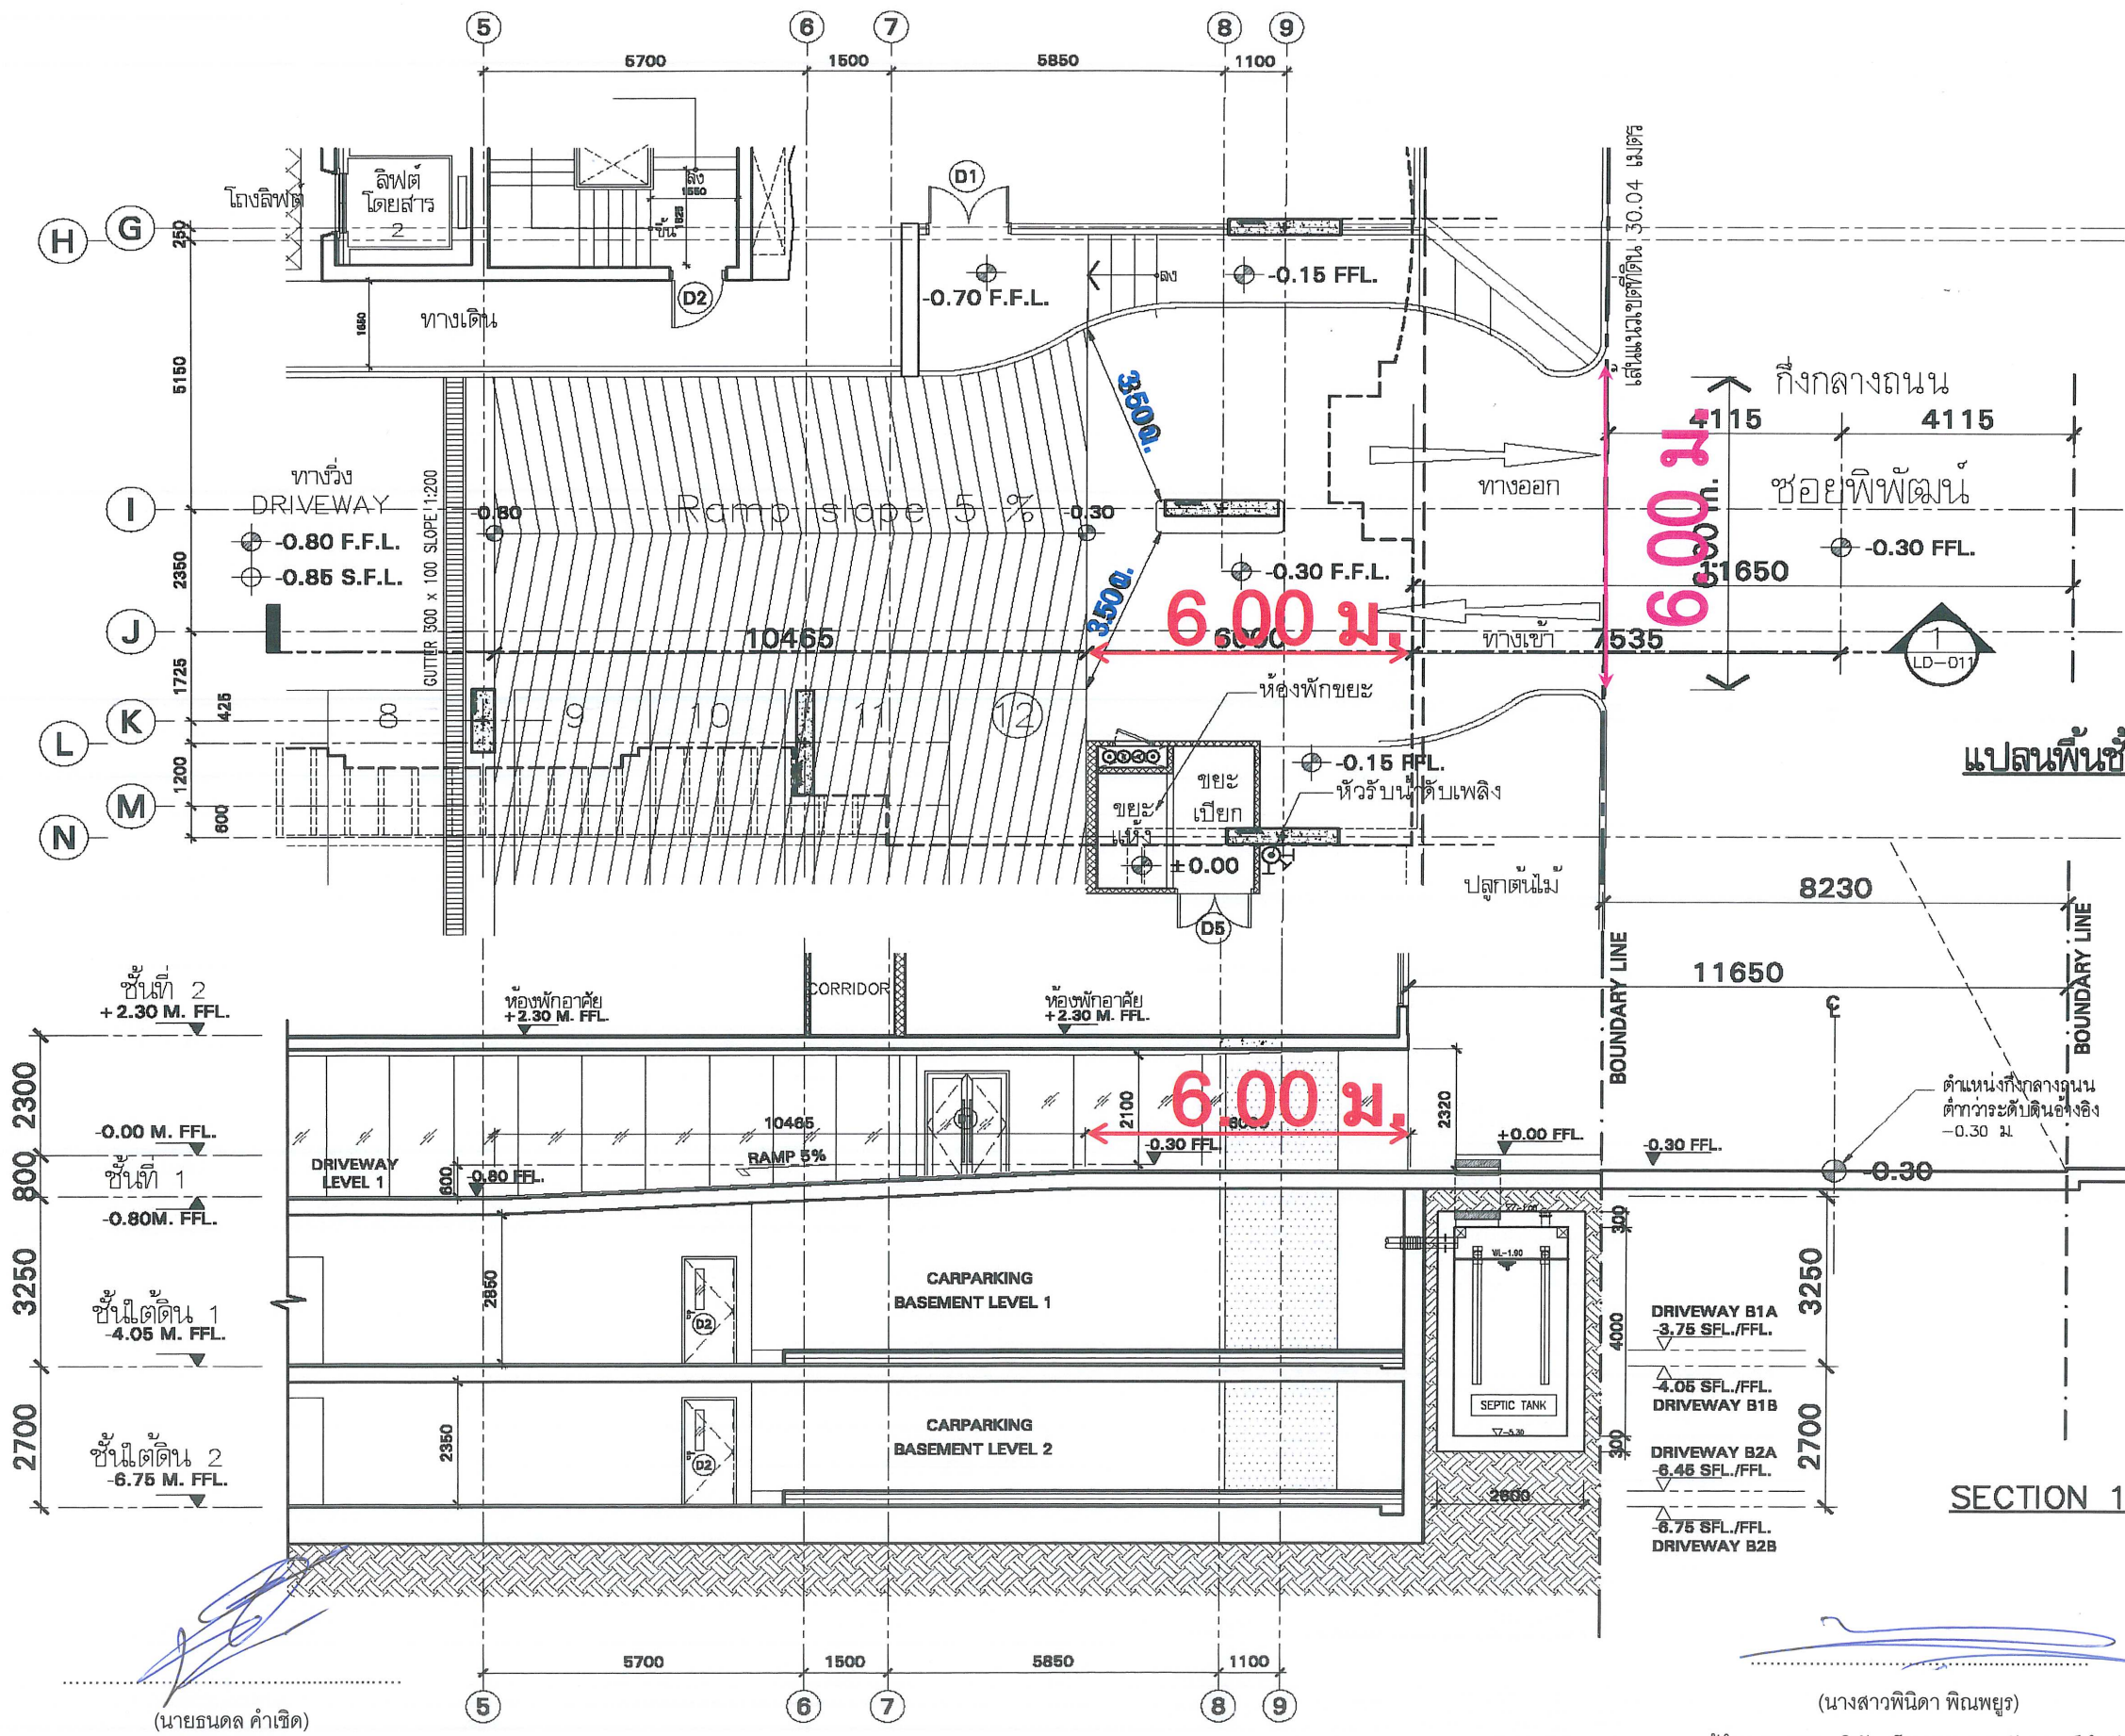 5 6 7 8 9
5700 1500 5850 1100
โถงลิฟต์
ลิฟต์
โดยสาร
2
ลง
1550
1625
ขึ้น
D1
D2
H G
250
-0.70 F.F.L.
ลง
-0.15 FFL.
เส้นแนวเขตที่ดิน 30.04 เมตร
1650
ทางเดิน
5150
3.50ม.
กึ่งกลางถนน
4115 4115
ทางวิ่ง
DRIVEWAY
-0.80 F.F.L.
-0.85 S.F.L.
I
GUTTER 300 x 100 SLOPE 1:200
-0.80
Ramp slope 5 %
-0.30
ทางออก
6.00 ม.
ซอยพิพัฒน์
-0.30 FFL.
2350
-0.30 F.F.L.
11650
3.50ม.
6.00 ม.
J
10465
6000
ทางเข้า
7535
1
LD-011
1725
425
8 9 10 11 12
K
L
ห้องพักขยะ
แปลนพื้นชั้
1200
ขยะ
แห้ง
ขยะ
เปียก
-0.15 FFL.
หัวรับน้ำดับเพลิง
M
600
N
±0.00
D5
ปลูกต้นไม้
8230
BOUNDARY LINE
BOUNDARY LINE
11650
ชั้นที่ 2
+2.30 M. FFL.
ห้องพักอาศัย
+2.30 M. FFL.
CORRIDOR
ห้องพักอาศัย
+2.30 M. FFL.
2300
2100
6.00 ม.
2320
ตำแหน่งกึ่งกลางถนน
ต่ำกว่าระดับดินอ้างอิง
-0.30 ม.
-0.00 M. FFL.
10465
6000
+0.00 FFL.
-0.30 FFL.
-0.30 FFL.
800
DRIVEWAY
LEVEL 1
600
-0.80 FFL.
RAMP 5%
-0.30
ชั้นที่ 1
-0.80M. FFL.
300
WL-1.90
3250
2850
D2
CARPARKING
BASEMENT LEVEL 1
3250
ชั้นใต้ดิน 1
-4.05 M. FFL.
4000
DRIVEWAY B1A
-3.75 SFL./FFL.
-4.05 SFL./FFL.
DRIVEWAY B1B
2700
2350
D2
CARPARKING
BASEMENT LEVEL 2
SEPTIC TANK
-5.30
300
2700
ชั้นใต้ดิน 2
-6.75 M. FFL.
DRIVEWAY B2A
-6.45 SFL./FFL.
2600
-6.75 SFL./FFL.
DRIVEWAY B2B
SECTION 1
5700 1500 5850 1100
5 6 7 8 9
(นายธนดล คำเชิด)
(นางสาวพินิดา พิณพยูร)